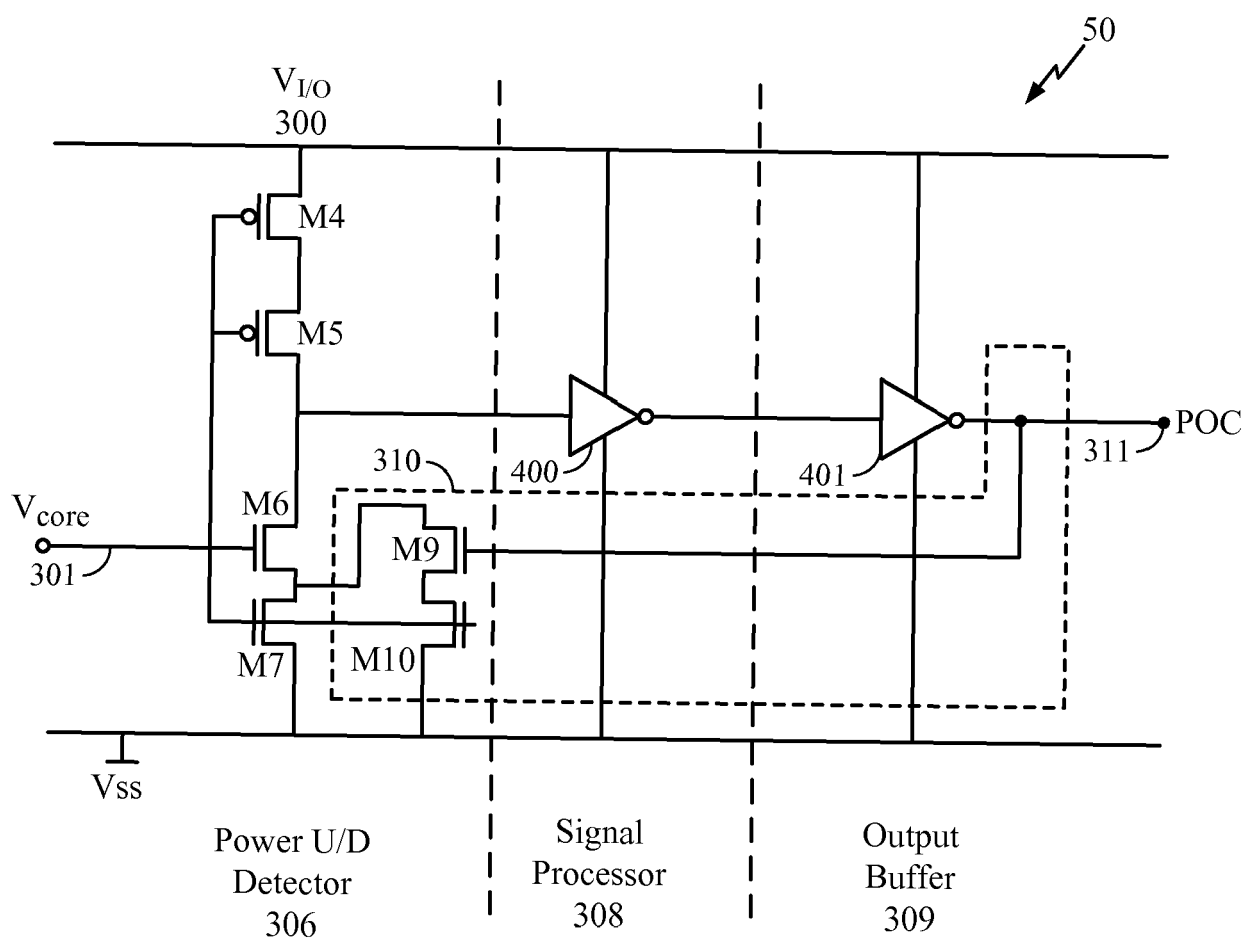 50
V_{I/O}
300
M4
M5
310
400
401
311
POC
M6
V_{core}
M9
301
M7
M10
Vss
Power U/D
Detector
306
Signal
Processor
308
Output
Buffer
309